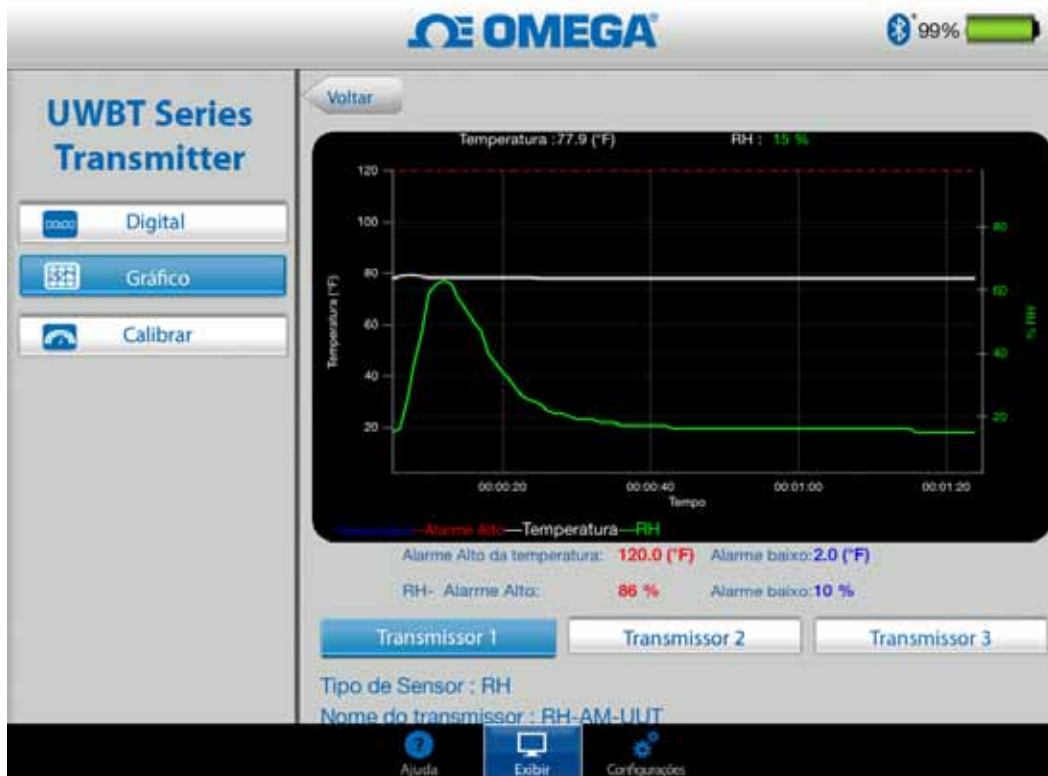 OMEGA
99%
UWBT Series
Transmitter
Digital
Gráfico
Calibrar
Voltar
Temperatura :77.9 (°F)
RH : 15 %
120
100
80
60
40
20
Temperatura (°F)
80
60
40
20
% RH
00:00:20
00:00:40
00:01:00
00:01:20
Tempo
Alarme Alto
Temperatura
RH
Alarme Alto da temperatura: 120.0 (°F) Alarme baixo:2.0 (°F)
RH- Alarme Alto: 86 % Alarme baixo:10 %
Transmissor 1
Transmissor 2
Transmissor 3
Tipo de Sensor : RH
Nome do transmissor : RH-AM-UUT
Ajuda
Exibir
Configurações